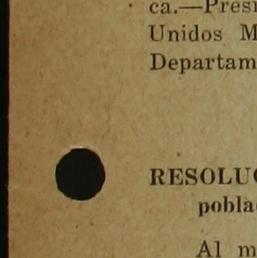 ca.—Presi
Unidos M
Departam
RESOLUC
pobla
Al m